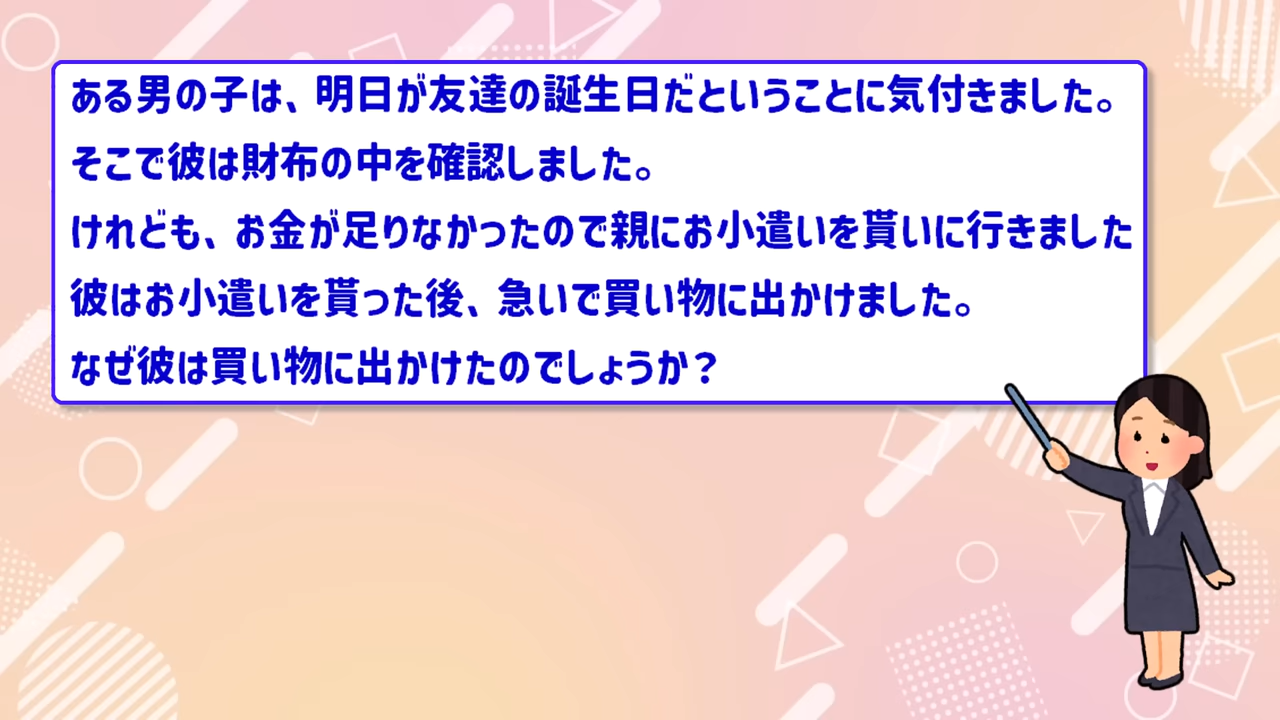 ある男の子は、明日が友達の誕生日だということに気付きました。
そこで彼は財布の中を確認しました。
けれども、お金が足りなかったので親にお小遣いを貰いに行きました
彼はお小遣いを貰った後、急いで買い物に出かけました。
なぜ彼は買い物に出かけたのでしょうか？